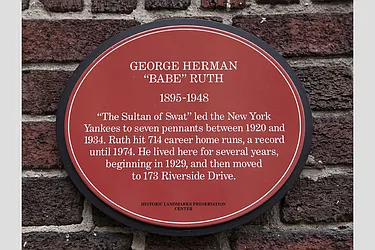 GEORGE HERMAN
“BABE” RUTH
1895-1948
“The Sultan of Swat” led the New York
Yankees to seven pennants between 1920 and
1934. Ruth hit 714 career home runs, a record
until 1974. He lived here for several years,
beginning in 1929, and then moved
to 173 Riverside Drive.
HISTORIC LANDMARKS PRESERVATION
CENTER